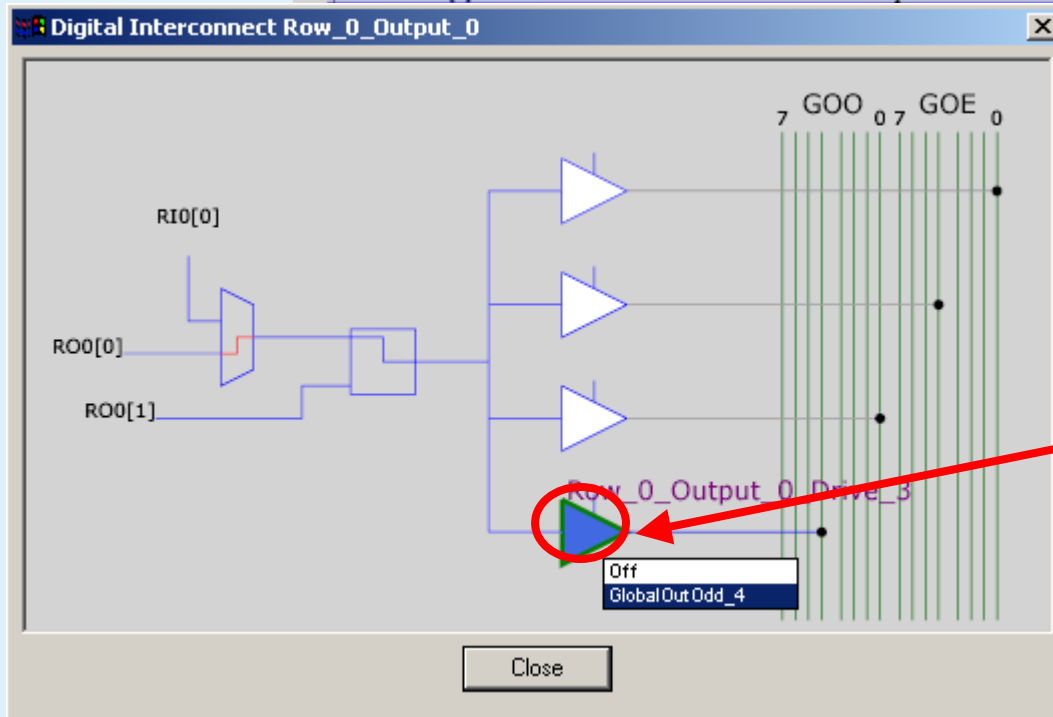 Digital Interconnect Row_0_Output_0
GOO GOE
7 0 7 0
RI0[0]
RO0[0]
RO0[1]
Row_0_Output_0_Drive_3
Off
GlobalOutOdd_4
Close